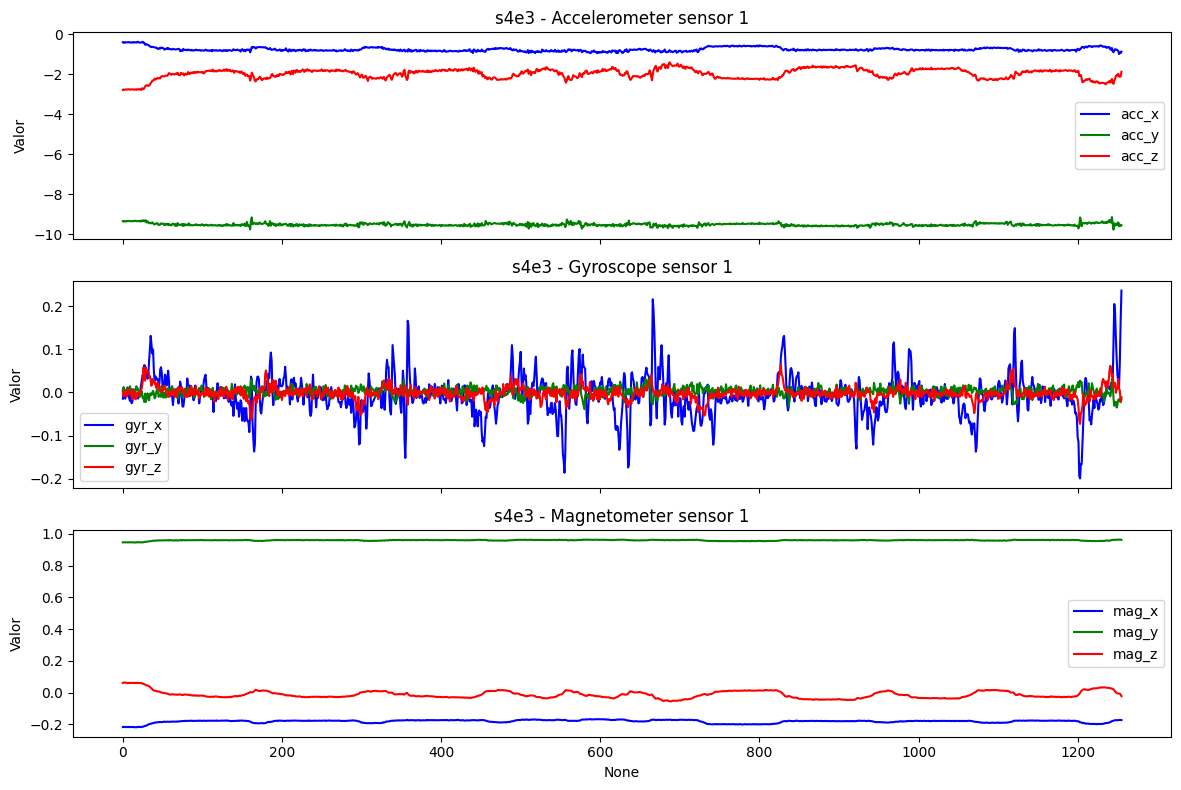 s4e3 - Accelerometer sensor 1
Valor
0
−2
−4
−6
−8
−10
acc_x
acc_y
acc_z
s4e3 - Gyroscope sensor 1
Valor
0.2
0.1
0.0
−0.1
−0.2
gyr_x
gyr_y
gyr_z
s4e3 - Magnetometer sensor 1
Valor
1.0
0.8
0.6
0.4
0.2
0.0
−0.2
mag_x
mag_y
mag_z
0 200 400 600 800 1000 1200
None